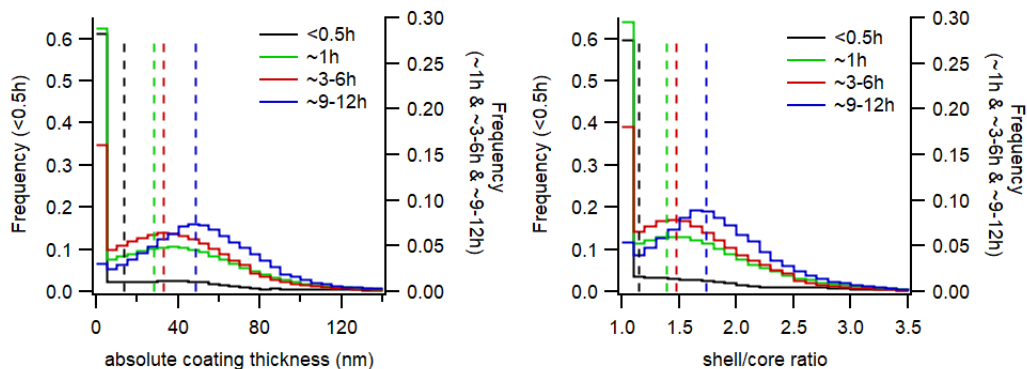 0.6
0.5
0.4
0.3
0.2
0.1
0.0
Frequency (<0.5h)
0.30
0.25
0.20
0.15
0.10
0.05
0.00
Frequency
(~1h & ~3-6h & ~9-12h)
<0.5h
~1h
~3-6h
~9-12h
0 40 80 120
absolute coating thickness (nm)
0.6
0.5
0.4
0.3
0.2
0.1
0.0
Frequency (<0.5h)
0.30
0.25
0.20
0.15
0.10
0.05
0.00
Frequency
(~1h & ~3-6h & ~9-12h)
<0.5h
~1h
~3-6h
~9-12h
1.0 1.5 2.0 2.5 3.0 3.5
shell/core ratio